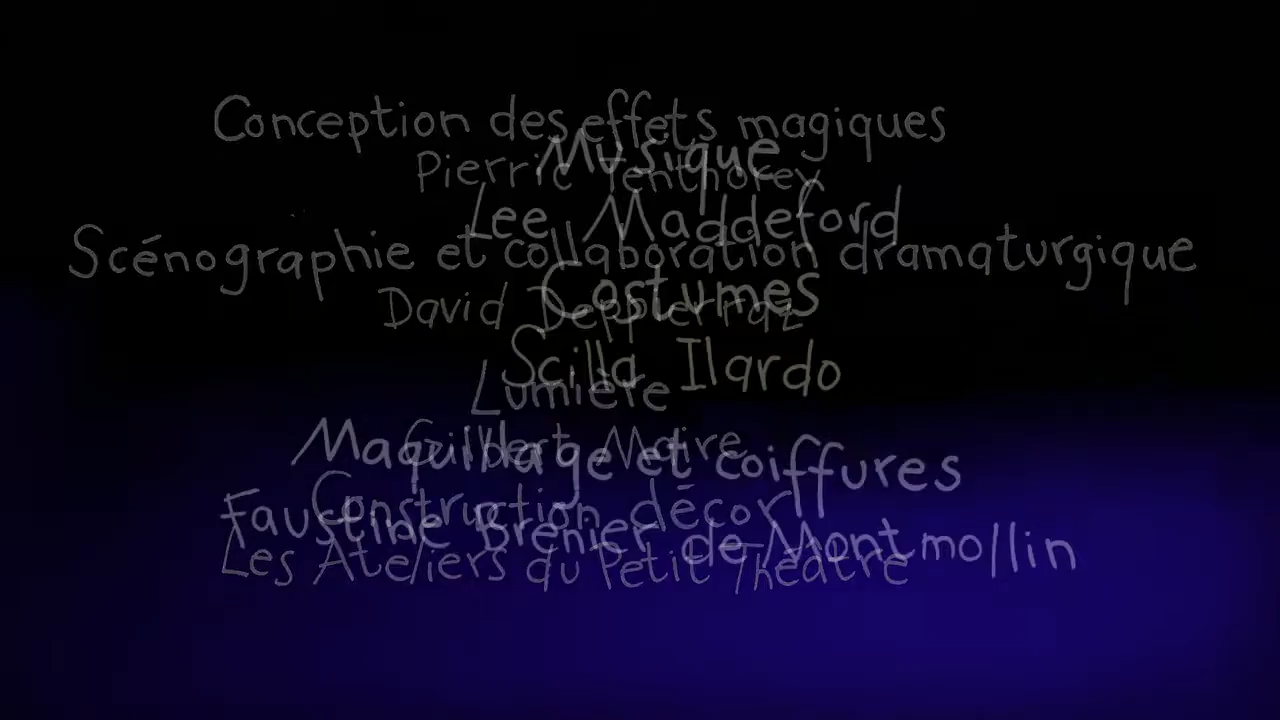 Conception des effets magiques
Musique
Pierric Tenthorey
Lee Maddeford
Scénographie et collaboration dramaturgique
Costumes
David Deppierraz
Scilla Ilardo
Lumière
Maquillage et coiffures
Maire
Construction décor
Faustine Brenier de Montmollin
Les Ateliers du Petit Théâtre